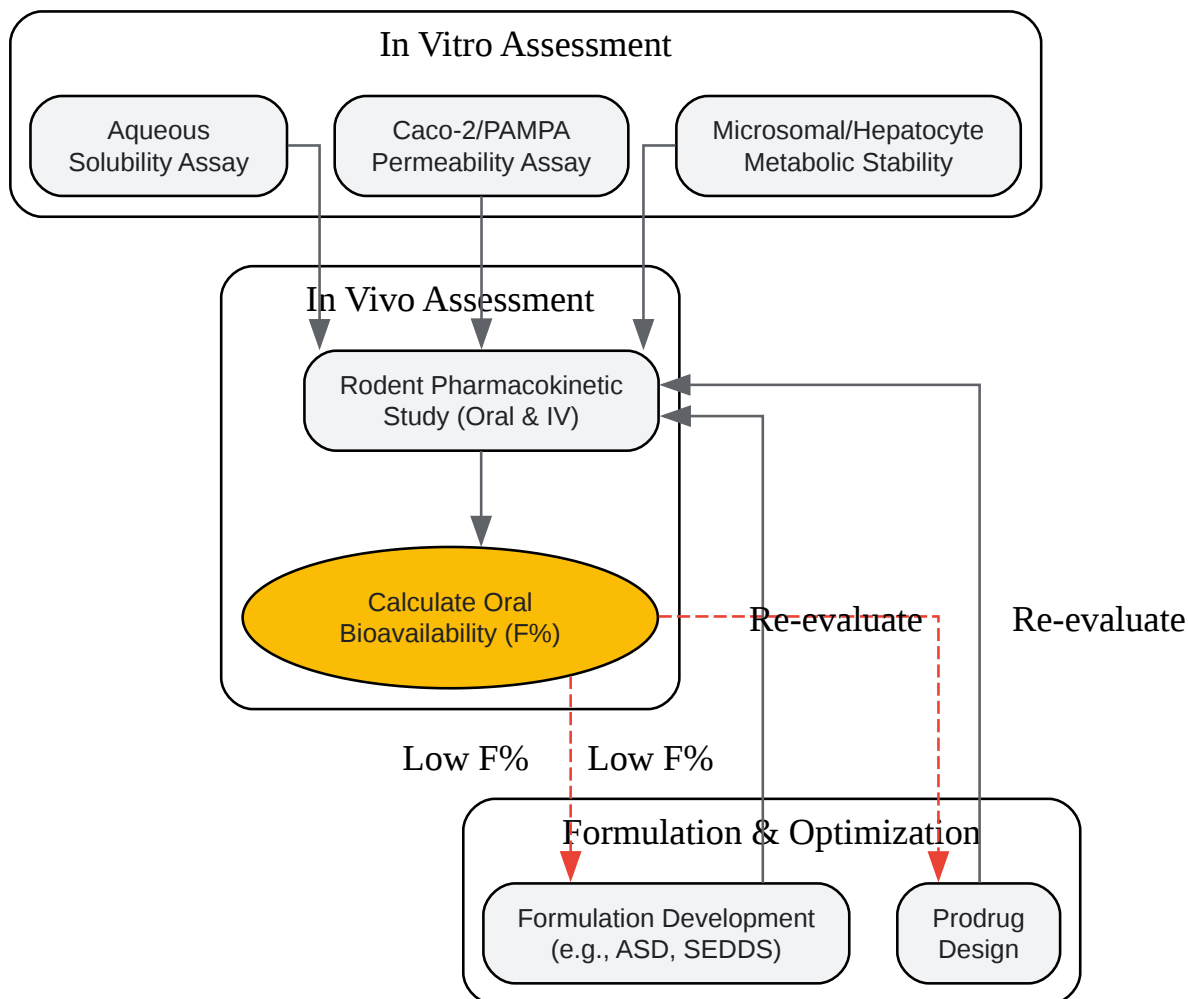 In Vitro Assessment
Aqueous
Solubility Assay
Caco-2/PAMPA
Permeability Assay
Microsomal/Hepatocyte
Metabolic Stability
In Vivo Assessment
Rodent Pharmacokinetic
Study (Oral & IV)
Calculate Oral
Bioavailability (F%)
Re-evaluate
Re-evaluate
Low F%
Low F%
Formulation & Optimization
Formulation Development
(e.g., ASD, SEDDS)
Prodrug
Design